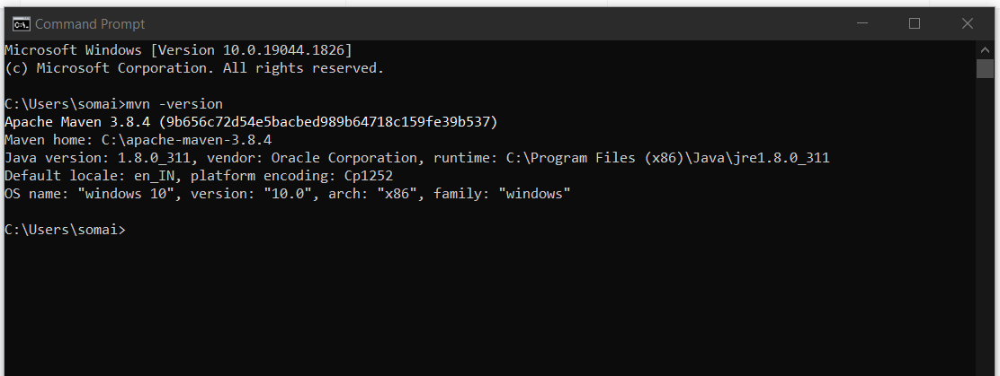 Command Prompt
Microsoft Windows [Version 10.0.19044.1826]
(c) Microsoft Corporation. All rights reserved.
C:\Users\somai>mvn -version
Apache Maven 3.8.4 (9b656c72d54e5bacbed989b64718c159fe39b537)
Maven home: C:\apache-maven-3.8.4
Java version: 1.8.0_311, vendor: Oracle Corporation, runtime: C:\Program Files (x86)\Java\jre1.8.0_311
Default locale: en_IN, platform encoding: Cp1252
OS name: "windows 10", version: "10.0", arch: "x86", family: "windows"
C:\Users\somai>